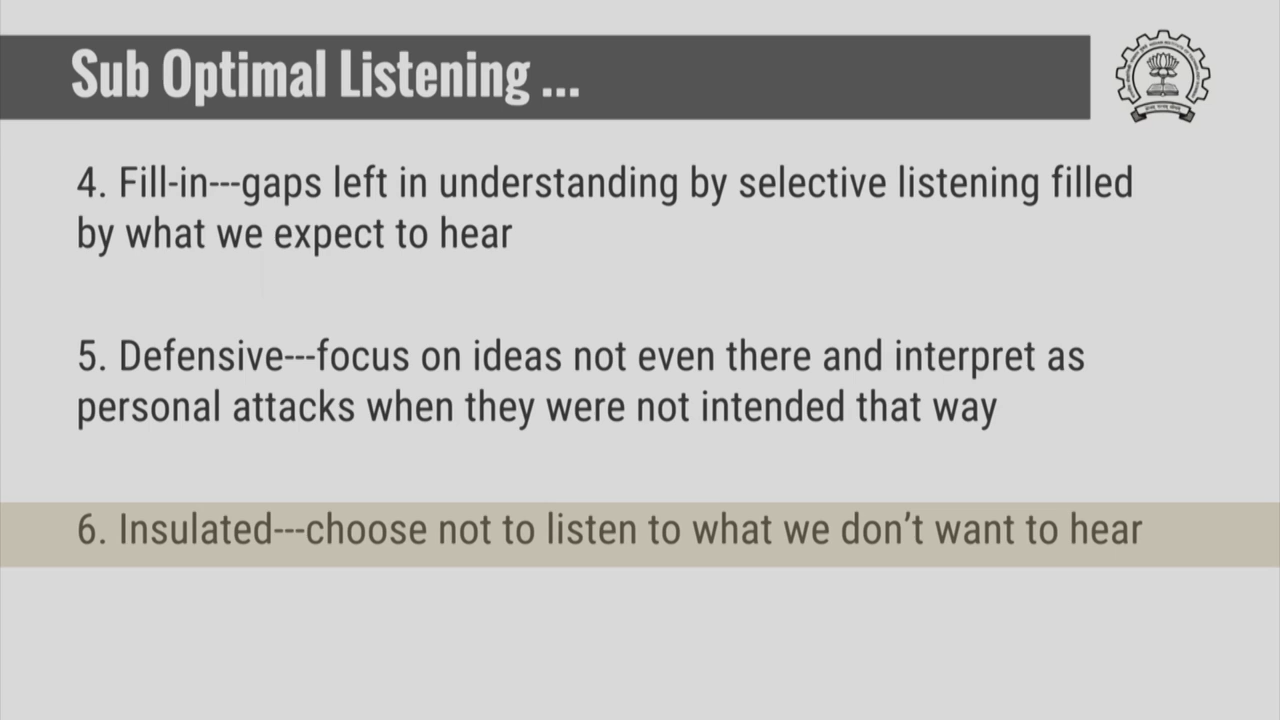 Sub Optimal Listening ...
4. Fill-in---gaps left in understanding by selective listening filled
by what we expect to hear
5. Defensive---focus on ideas not even there and interpret as
personal attacks when they were not intended that way
6. Insulated---choose not to listen to what we don’t want to hear